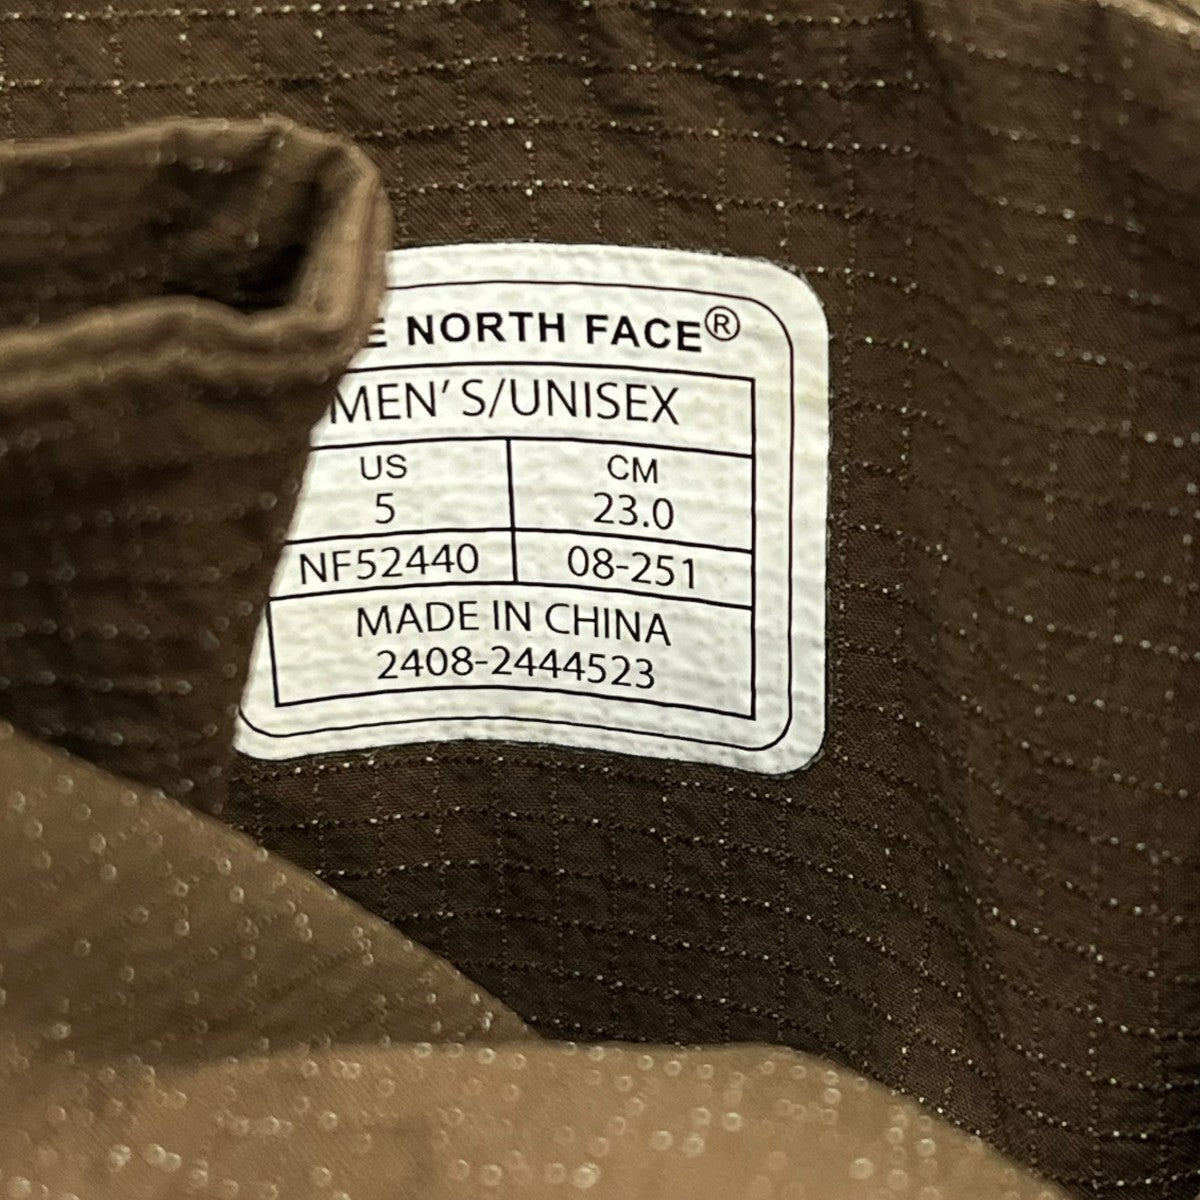 NORTH FACE®
MEN'S/UNISEX
US CM
5 23.0
NF52440 08-251
MADE IN CHINA
2408-2444523